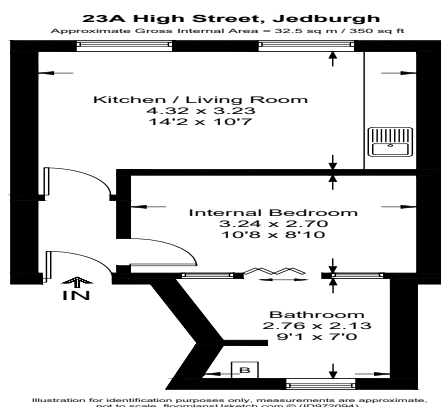 23A High Street, Jedburgh
Approximate Gross Internal Area = 32.5 sq m / 350 sq ft
Kitchen / Living Room
4.32 x 3.23
14'2 x 10'7
Internal Bedroom
3.24 x 2.70
10'8 x 8'10
IN
Bathroom
2.76 x 2.13
9'1 x 7'0
B
Illustration for identification purposes only, measurements are approximate,
not to scale. floorplansUsketch.com © (ID972094)